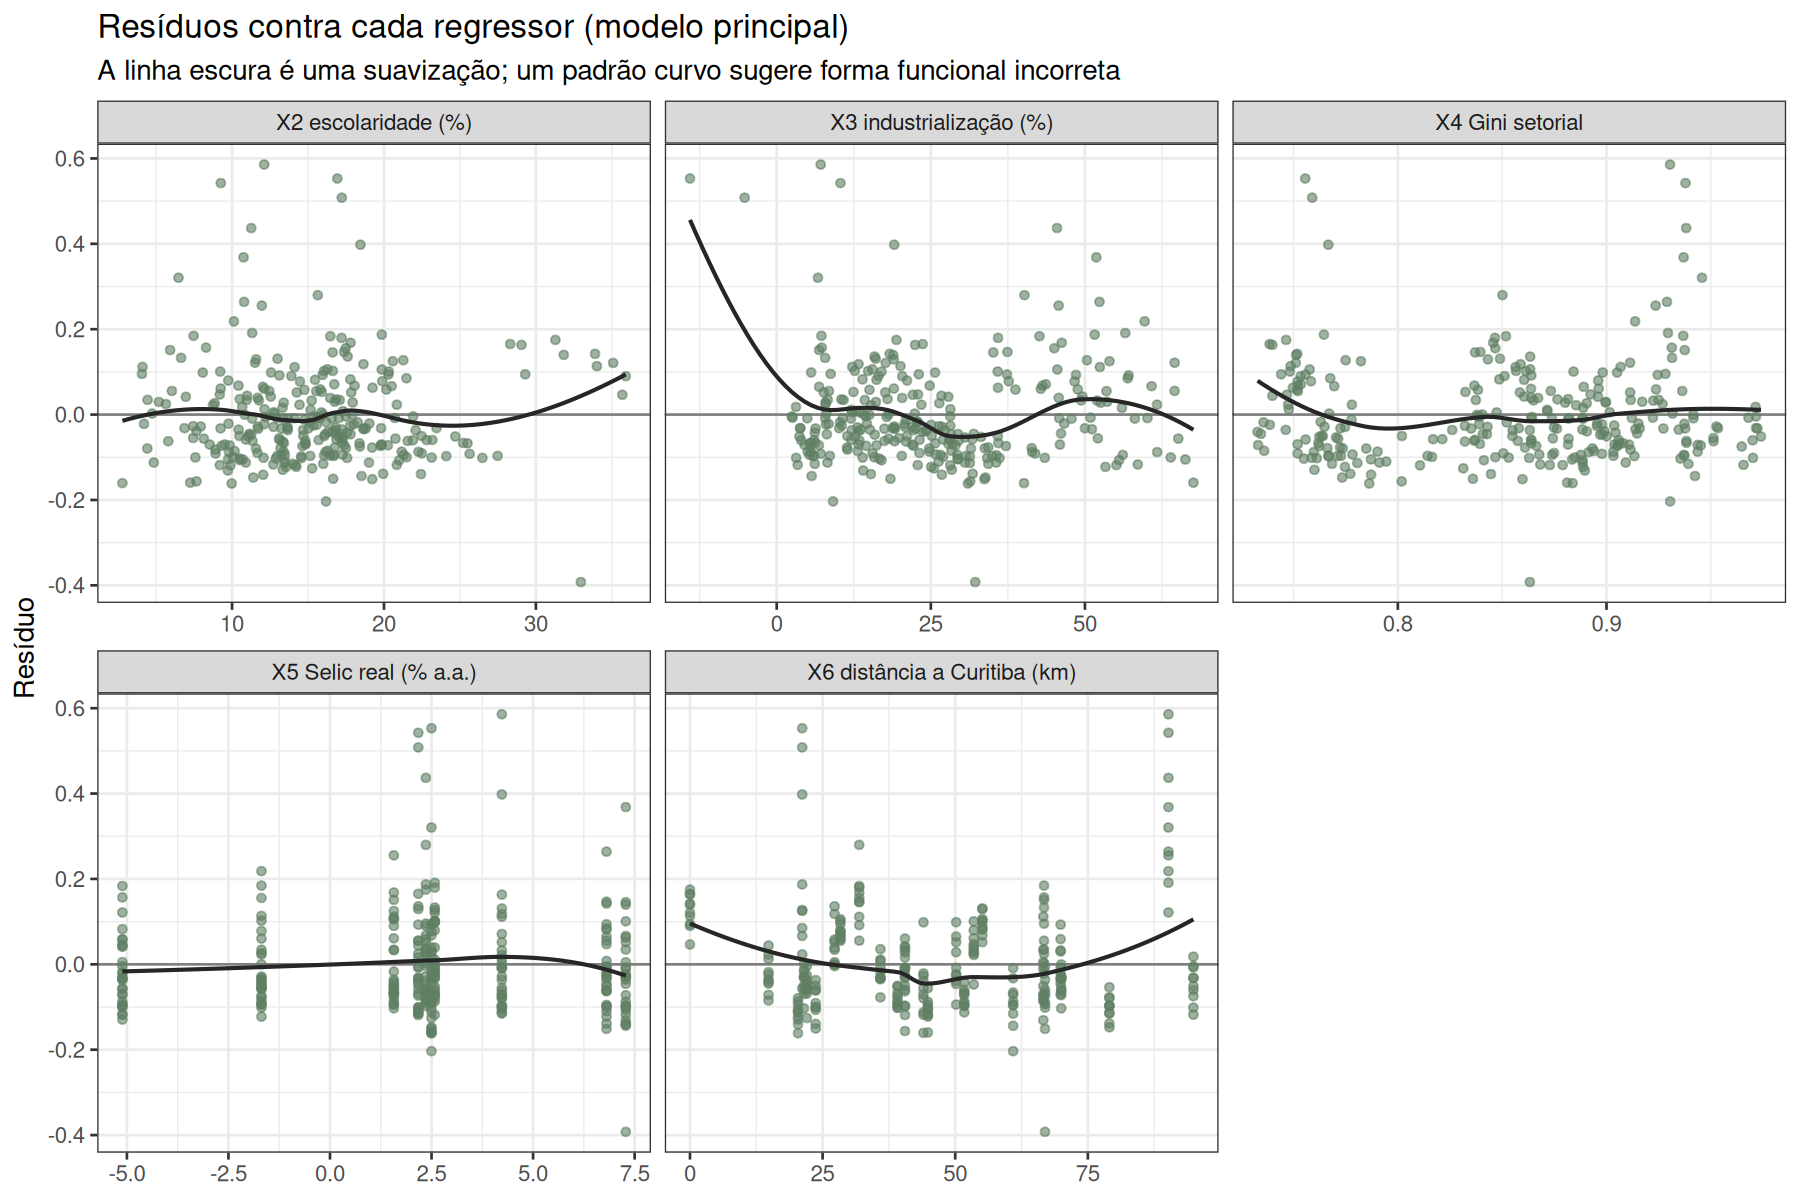 Resíduos contra cada regressor (modelo principal)
A linha escura é uma suavização; um padrão curvo sugere forma funcional incorreta
X2 escolaridade (%)
X3 industrialização (%)
X4 Gini setorial
0.6
0.4
0.2
0.0
-0.2
-0.4
10 20 30
0 25 50
0.8 0.9
Resíduo
X5 Selic real (% a.a.)
X6 distância a Curitiba (km)
0.6
0.4
0.2
0.0
-0.2
-0.4
-5.0 -2.5 0.0 2.5 5.0 7.5
0 25 50 75